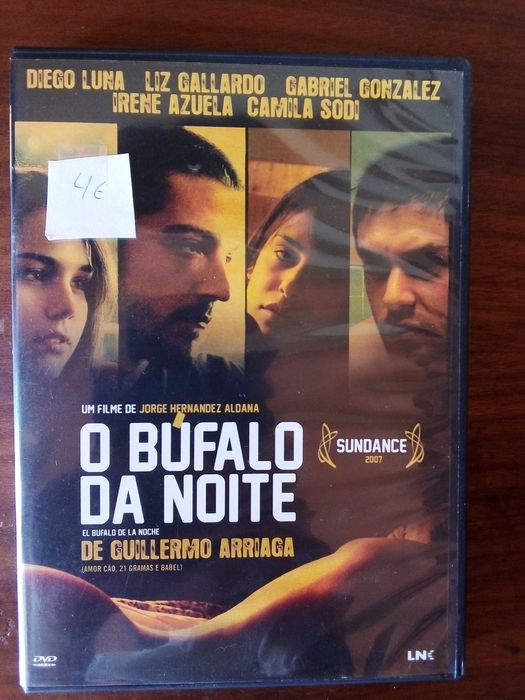 DIEGO LUNA LIZ GALLARDO GABRIEL GONZALEZ
IRENE AZUELA CAMILA SODI
4€
UM FILME DE JORGE HERNANDEZ ALDANA
O BÚFALO
DA NOITE
EL BUFALO DE LA NOCHE
DE GUILLERMO ARRIAGA
(AMOR CÃO, 21 GRAMAS E BABEL)
SUNDANCE
2007
DVD
VIDEO
LNK